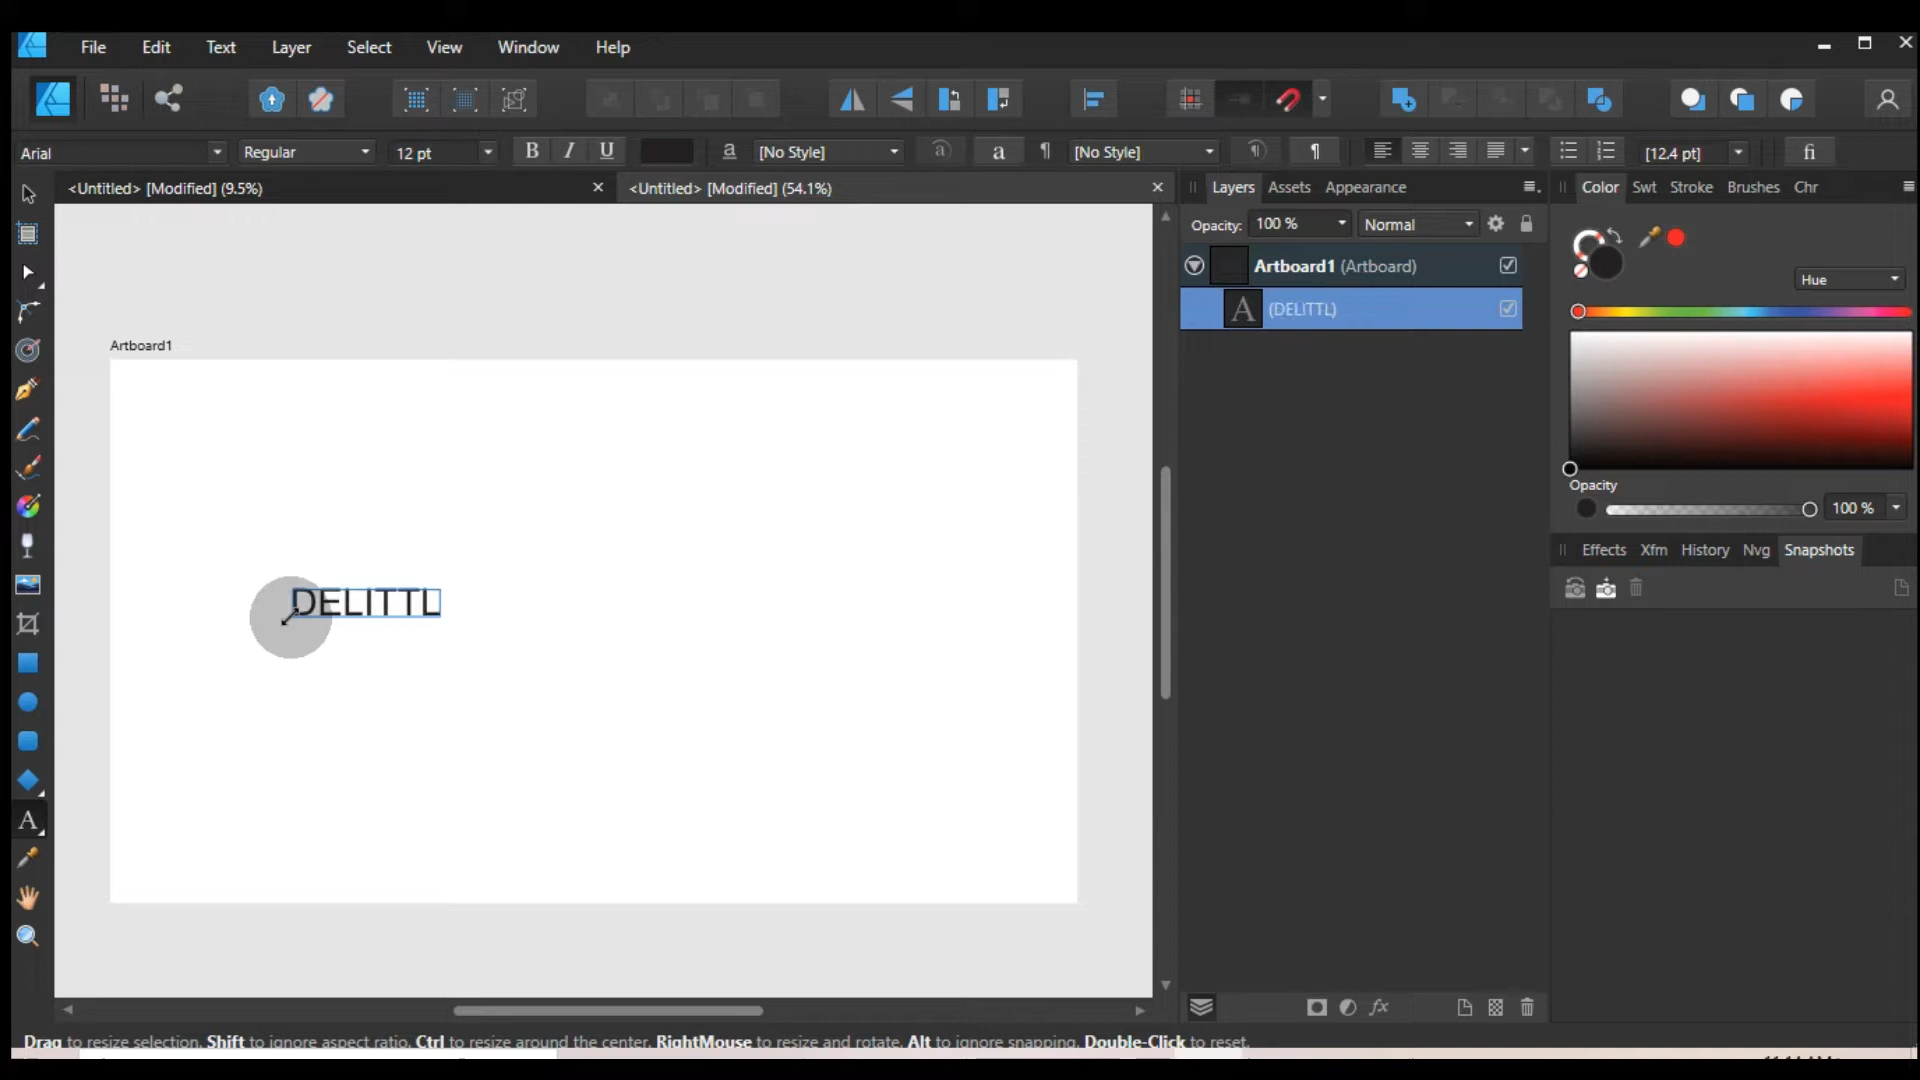 File Edit Text Layer Select View Window Help
Arial Regular 12 pt B I U a [No Style] a a ¶ [No Style] ¶ ¶ [12.4 pt] fi
<Untitled> [Modified] (9.5%) <Untitled> [Modified] (54.1%)
Layers Assets Appearance
Color Swt Stroke Brushes Chr
Opacity: 100 % Normal
Artboard1 (Artboard)
Hue
A (DELITTL)
Artboard1
Opacity
100 %
Effects Xfm History Nvg Snapshots
DELITTL
A
fx
Drag to resize selection. Shift to ignore aspect ratio. Ctrl to resize around the center. RightMouse to resize and rotate. Alt to ignore snapping. Double-Click to reset.